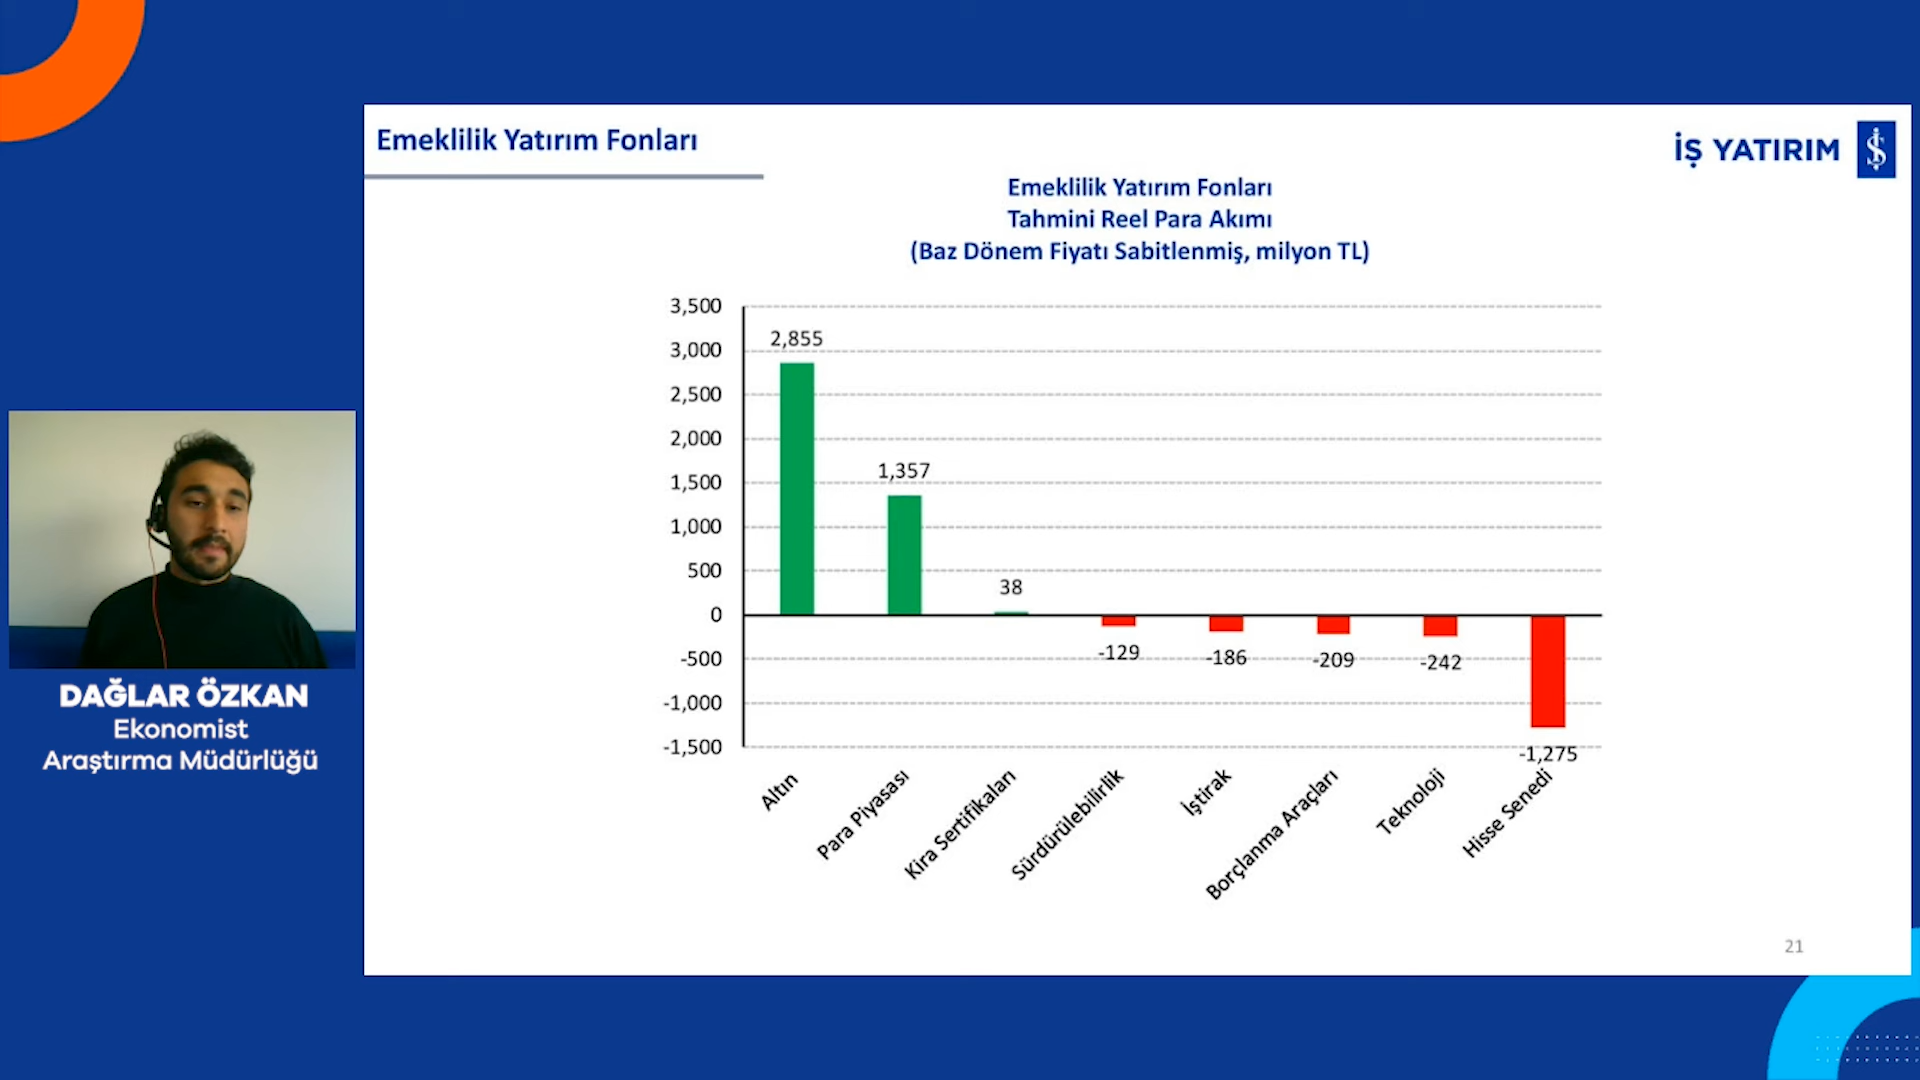 Emeklilik Yatırım Fonları
İŞ YATIRIM
Emeklilik Yatırım Fonları
Tahmini Reel Para Akımı
(Baz Dönem Fiyatı Sabitlenmiş, milyon TL)
3,500
3,000
2,500
2,000
1,500
1,000
500
0
-500
-1,000
-1,500
2,855
1,357
38
-129
-186
-209
-242
-1,275
Altın
Para Piyasası
Kira Sertifikaları
Sürdürülebilirlik
İştirak
Borçlanma Araçları
Teknoloji
Hisse Senedi
21
DAĞLAR ÖZKAN
Ekonomist
Araştırma Müdürlüğü